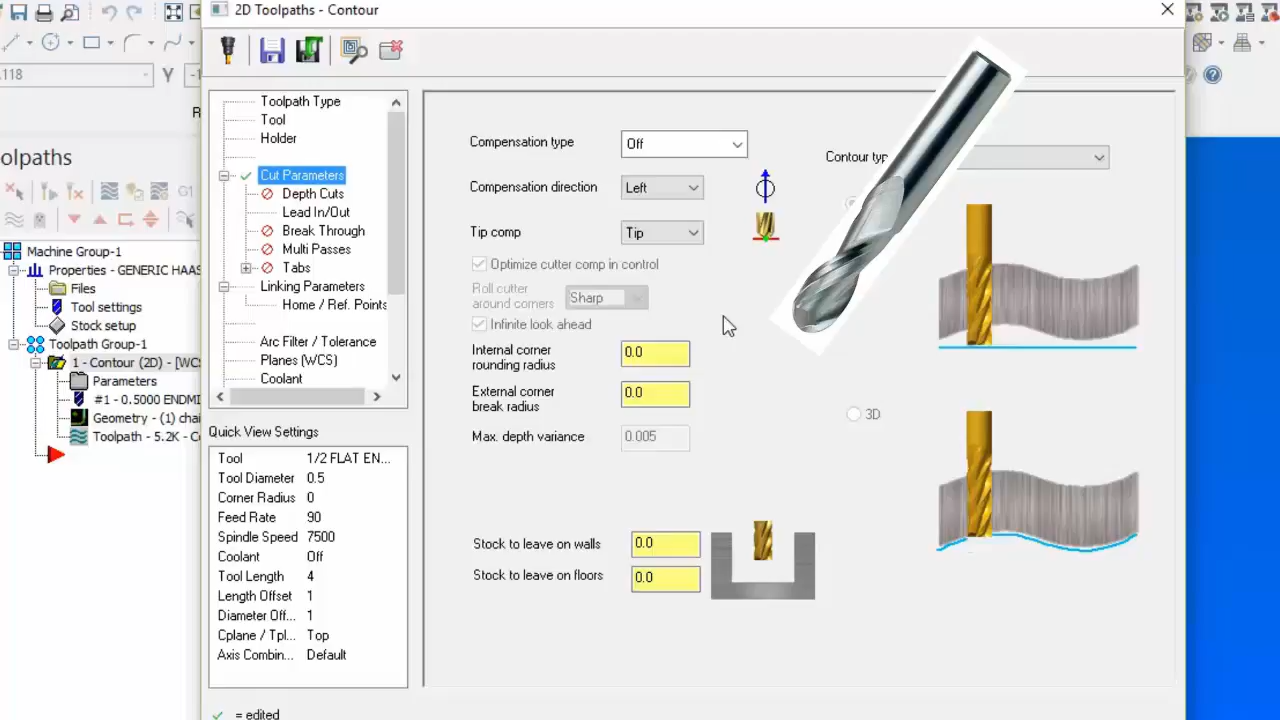 2D Toolpaths - Contour
.118
Y
-1
R
olpaths
G1
Machine Group-1
Properties - GENERIC HAAS
Files
Tool settings
Stock setup
Toolpath Group-1
1 - Contour (2D) - [WCS
Parameters
#1 - 0.5000 ENDMI
Geometry - (1) chai
Toolpath - 5.2K - Co
Toolpath Type
Tool
Holder
Cut Parameters
Depth Cuts
Lead In/Out
Break Through
Multi Passes
Tabs
Linking Parameters
Home / Ref. Points
Arc Filter / Tolerance
Planes (WCS)
Coolant
Quick View Settings
Tool 1/2 FLAT EN...
Tool Diameter 0.5
Corner Radius 0
Feed Rate 90
Spindle Speed 7500
Coolant Off
Tool Length 4
Length Offset 1
Diameter Off... 1
Cplane / Tpl... Top
Axis Combin... Default
= edited
Compensation type Off
Compensation direction Left
Tip comp Tip
Optimize cutter comp in control
Roll cutter
around corners Sharp
Infinite look ahead
Internal corner
rounding radius 0.0
External corner
break radius 0.0
Max. depth variance 0.005
Stock to leave on walls 0.0
Stock to leave on floors 0.0
Contour typ
3D